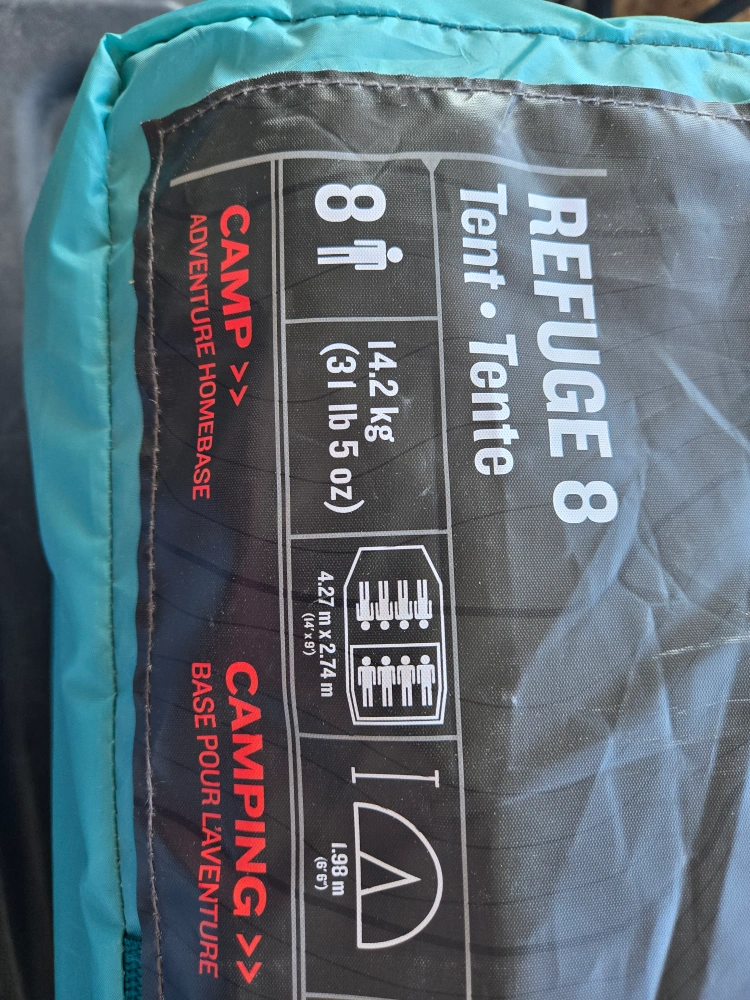 REFUGE 8
Tent • Tente
8
14.2 kg
(31 lb 5 oz)
4.27 m x 2.74 m
(14' x 9')
1.98 m
(6' 6")
CAMP >>
ADVENTURE HOMEBASE
CAMPING >>
BASE POUR L'AVENTURE